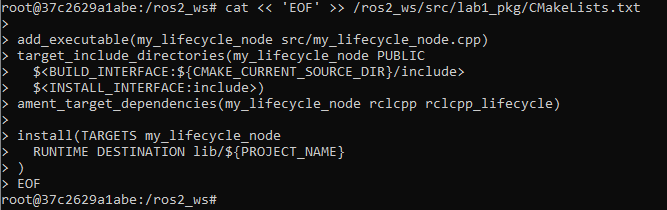 root@37c2629a1abe:/ros2_ws# cat << 'EOF' >> /ros2_ws/src/lab1_pkg/CMakeLists.txt
>
> add_executable(my_lifecycle_node src/my_lifecycle_node.cpp)
> target_include_directories(my_lifecycle_node PUBLIC
>   $<BUILD_INTERFACE:${CMAKE_CURRENT_SOURCE_DIR}/include>
>   $<INSTALL_INTERFACE:include>)
> ament_target_dependencies(my_lifecycle_node rclcpp rclcpp_lifecycle)
>
> install(TARGETS my_lifecycle_node
>   RUNTIME DESTINATION lib/${PROJECT_NAME}
> )
> EOF
root@37c2629a1abe:/ros2_ws#